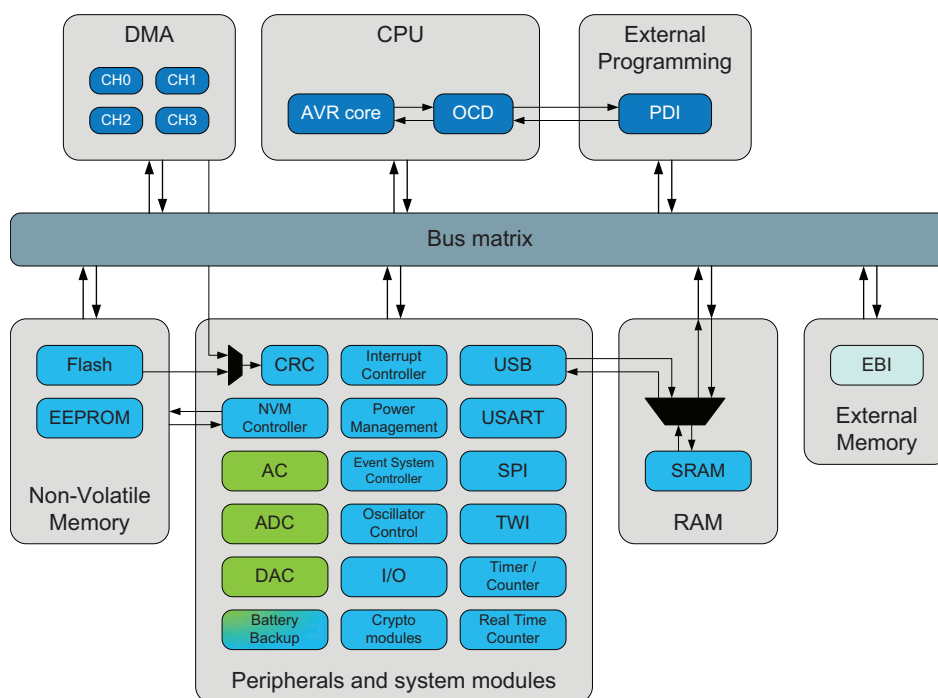 DMA
CH0
CH1
CH2
CH3
CPU
AVR core
OCD
External
Programming
PDI
Bus matrix
Flash
EEPROM
Non-Volatile
Memory
CRC
Interrupt
Controller
USB
NVM
Controller
Power
Management
USART
AC
Event System
Controller
SPI
ADC
Oscillator
Control
TWI
DAC
I/O
Timer /
Counter
Battery
Backup
Crypto
modules
Real Time
Counter
Peripherals and system modules
SRAM
RAM
EBI
External
Memory